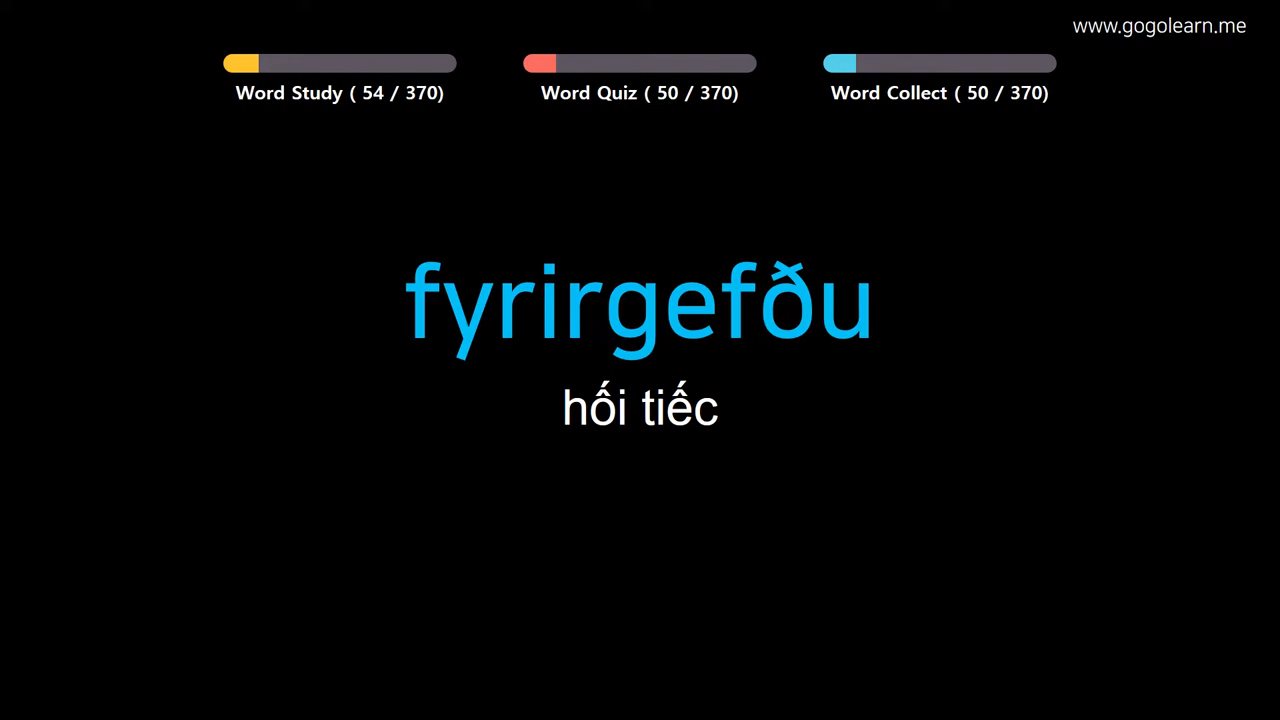 www.gogolearn.me
Word Study ( 54 / 370)
Word Quiz ( 50 / 370)
Word Collect ( 50 / 370)
fyrirgefðu
hối tiếc